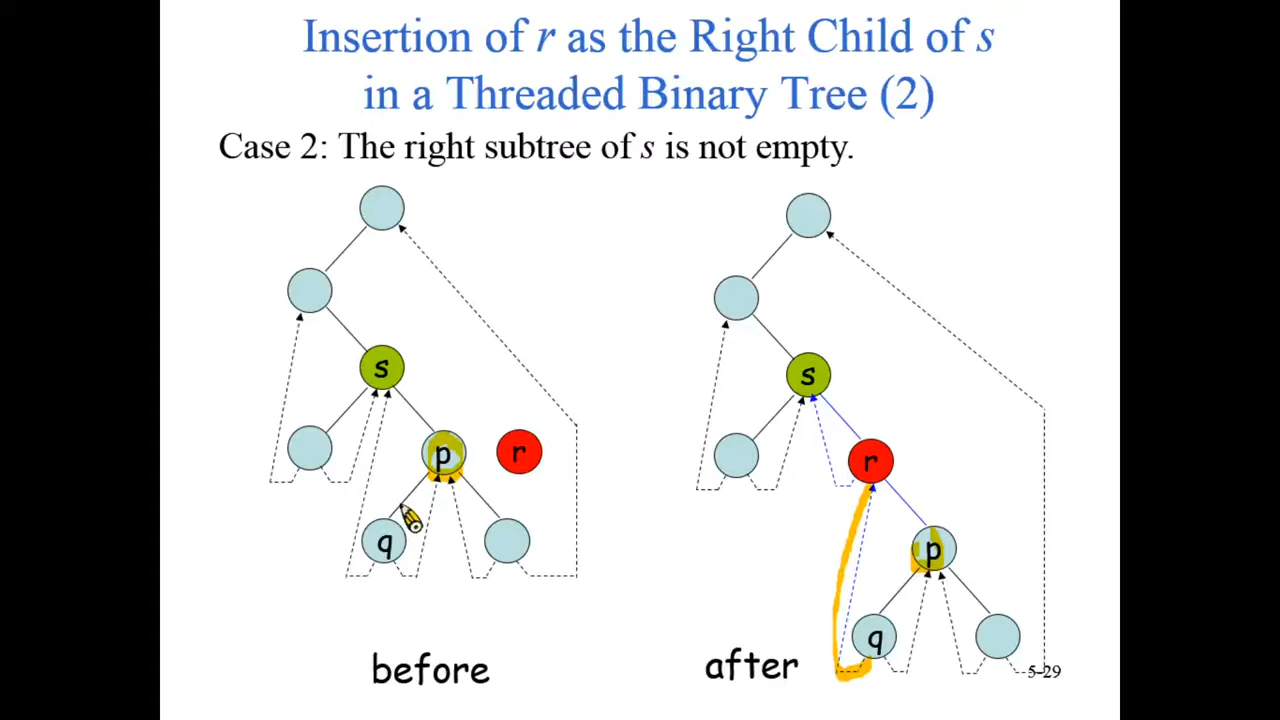 Insertion of r as the Right Child of s
in a Threaded Binary Tree (2)
Case 2: The right subtree of s is not empty.
s
p
r
q
before
s
r
p
q
after
5-29